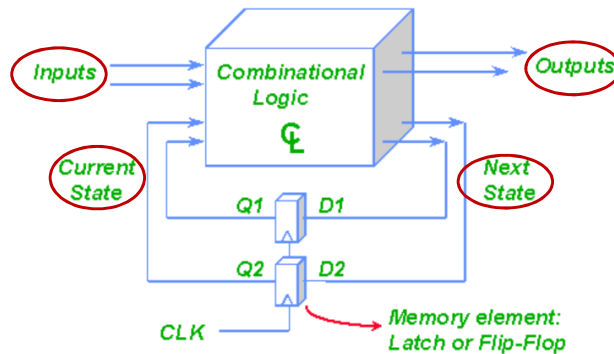 Inputs
Combinational
Logic
CL
Outputs
Current
State
Next
State
Q1
D1
Q2
D2
CLK
Memory element:
Latch or Flip-Flop